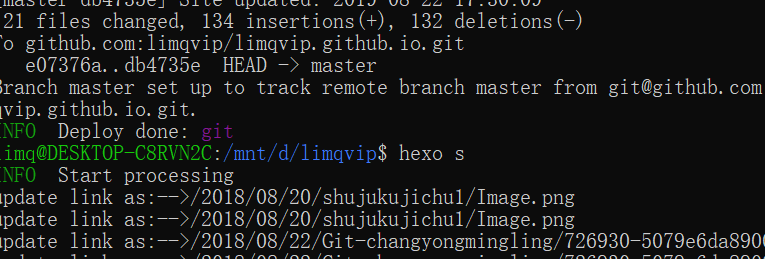 [master db4735e] Site updated: 2019-08-22 17:30:09
21 files changed, 134 insertions(+), 132 deletions(-)
To github.com:limqvip/limqvip.github.io.git
e07376a..db4735e HEAD -> master
Branch master set up to track remote branch master from git@github.com
qvip.github.io.git.
INFO Deploy done: git
limq@DESKTOP-C8RVN2C:/mnt/d/limqvip$ hexo s
INFO Start processing
update link as:-->/2018/08/20/shujukujichu1/Image.png
update link as:-->/2018/08/20/shujukujichu1/Image.png
update link as:-->/2018/08/22/Git-changyongmingling/726930-5079e6da8900